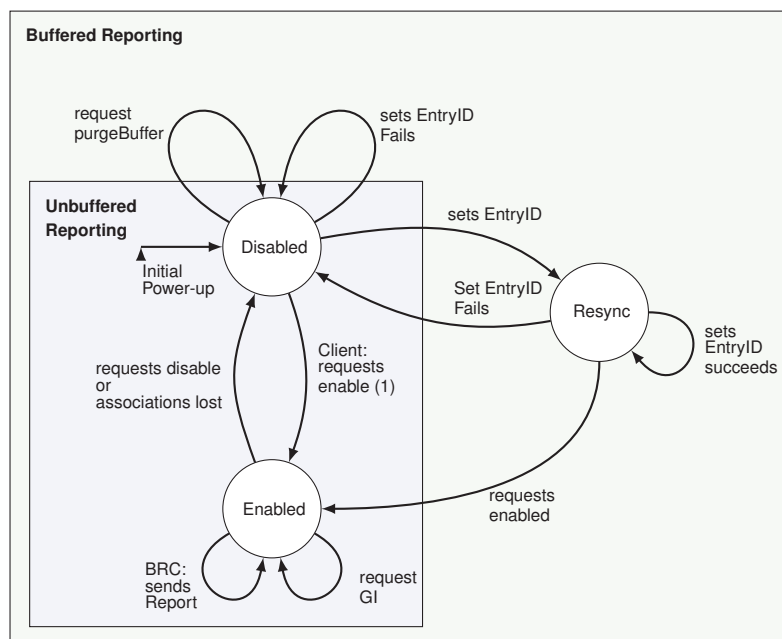 Buffered Reporting
request
purgeBuffer
sets EntryID
Fails
Unbuffered
Reporting
Disabled
Initial
Power-up
sets EntryID
Set EntryID
Fails
Resync
sets
EntryID
succeeds
requests disable
or
associations lost
Client:
requests
enable (1)
requests
enabled
Enabled
BRC:
sends
Report
request
GI